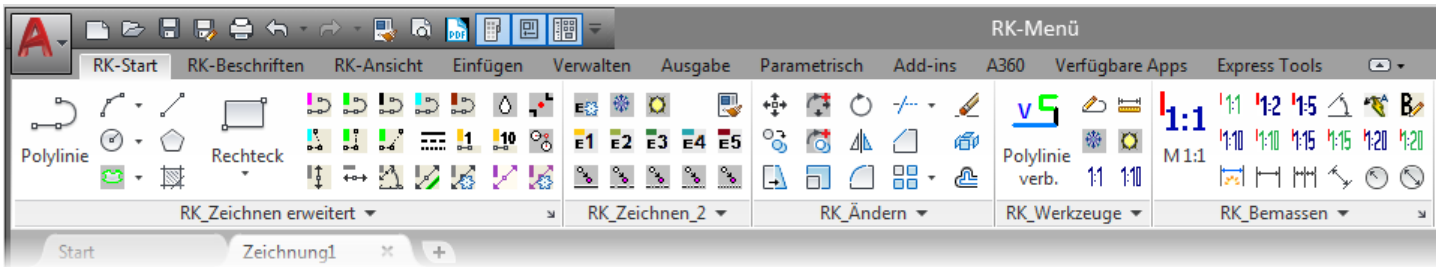 RK-Menü
RK-Start RK-Beschriften RK-Ansicht Einfügen Verwalten Ausgabe Parametrisch Add-ins A360 Verfügbare Apps Express Tools
Polylinie
Rechteck
1
10
E
E1 E2 E3 E4 E5
V
Polylinie
verb.
1:1 1:10
1:1
M 1:1
1:1 1:2 1:5 B
1:10 1:10 1:15 1:15 1:20 1:20
RK_Zeichnen erweitert RK_Zeichnen_2 RK_Ändern RK_Werkzeuge RK_Bemassen
Start Zeichnung1